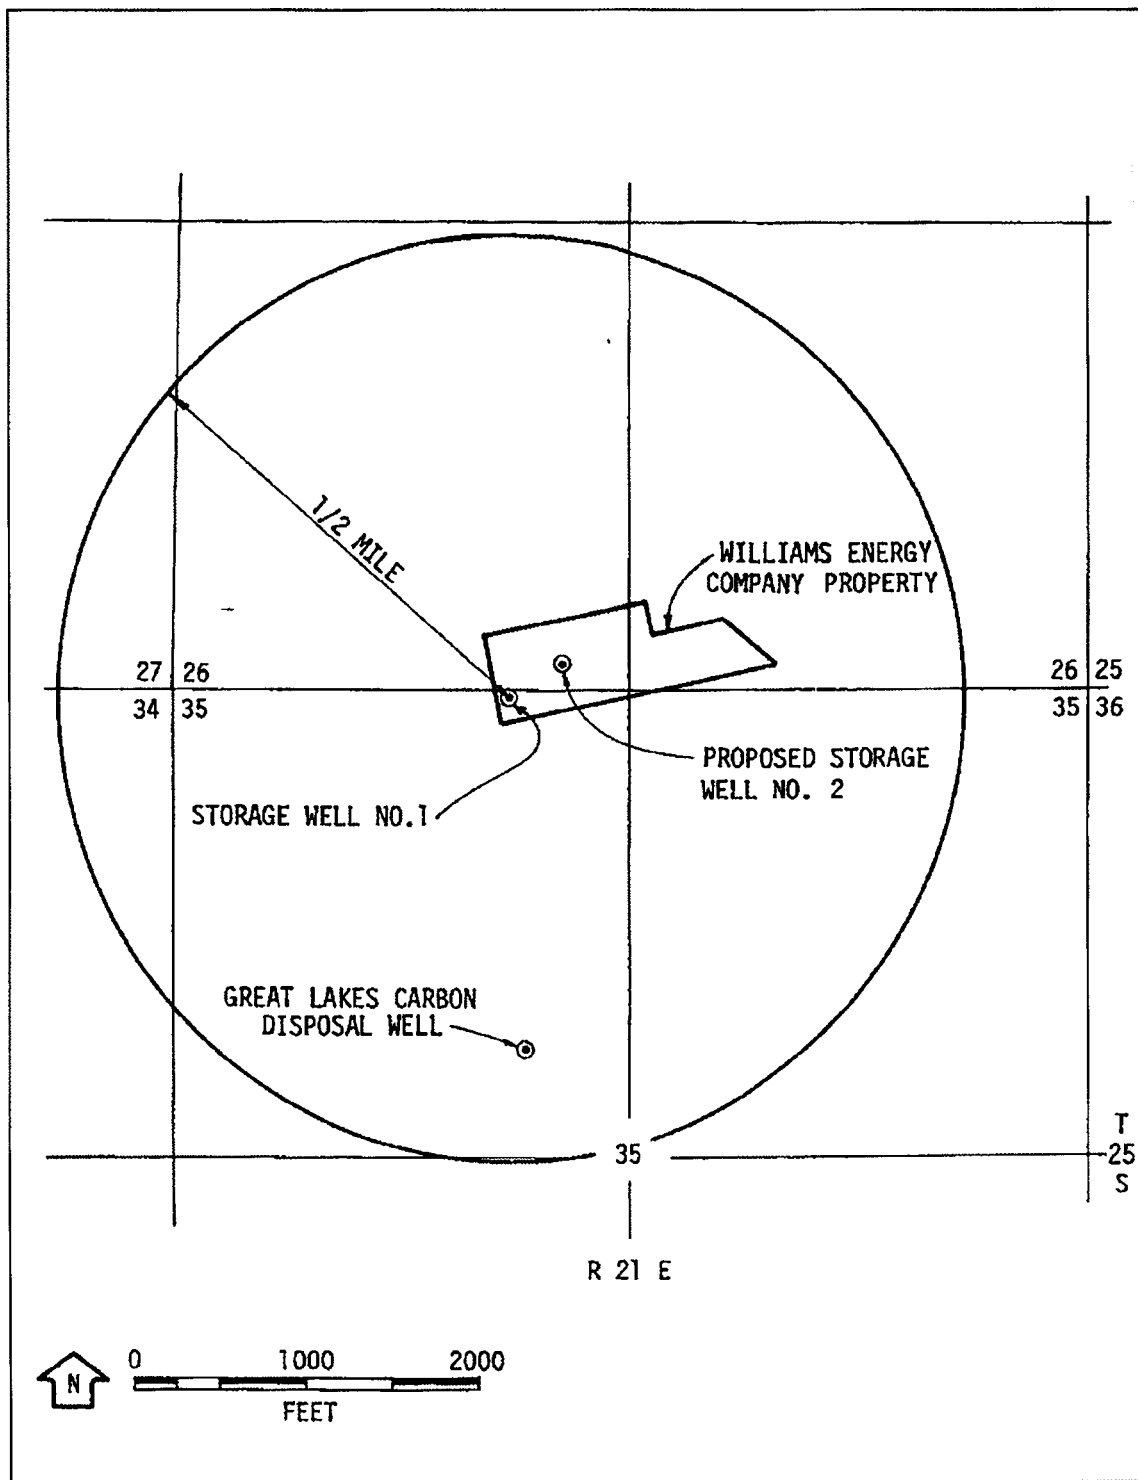 1/2 MILE
WILLIAMS ENERGY
COMPANY PROPERTY
27 26
26 25
34 35
35 36
PROPOSED STORAGE
WELL NO. 2
STORAGE WELL NO.1
GREAT LAKES CARBON
DISPOSAL WELL
T
35
25
S
R 21 E
N
0 1000 2000
FEET